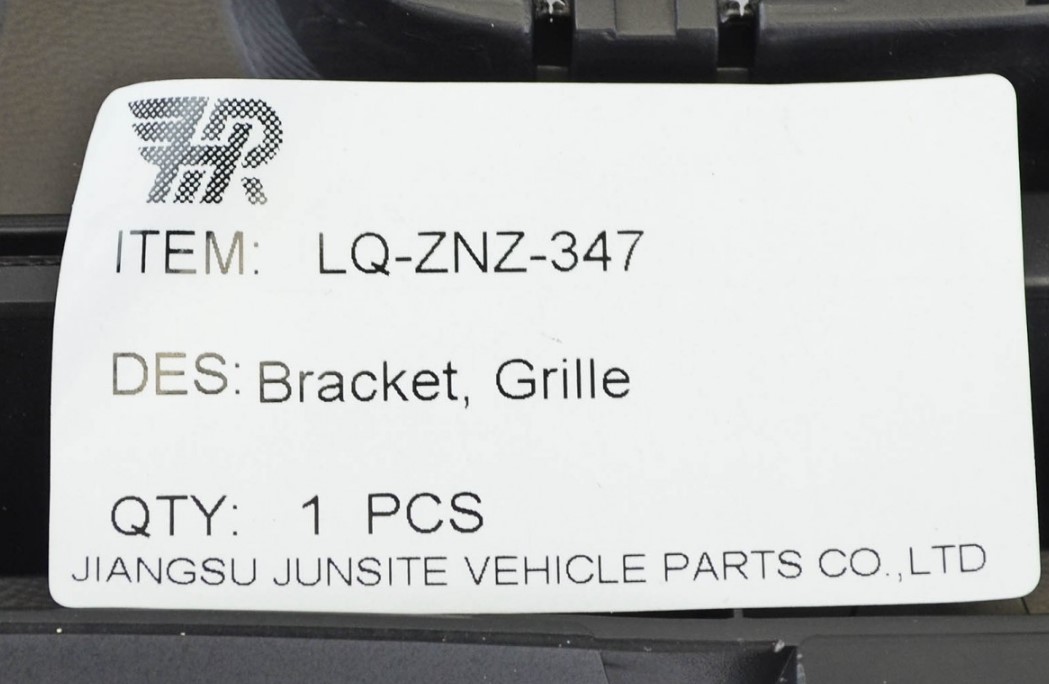 ITEM: LQ-ZNZ-347
DES: Bracket, Grille
QTY: 1 PCS
JIANGSU JUNSITE VEHICLE PARTS CO.,LTD